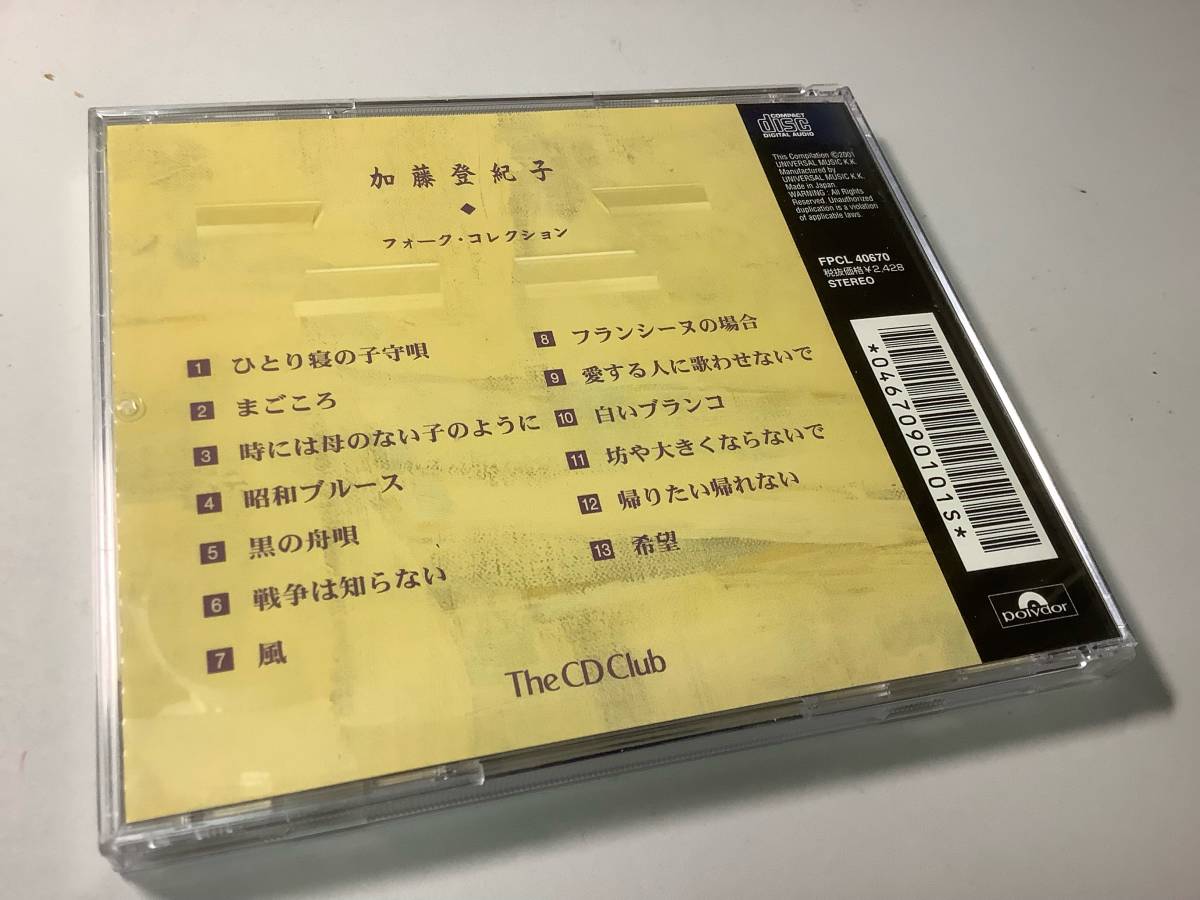 加藤登紀子
◆
フォーク・コレクション
1 ひとり寝の子守唄
2 まごころ
3 時には母のない子のように
4 昭和ブルース
5 黒の舟唄
6 戦争は知らない
7 風
8 フランシーヌの場合
9 愛する人に歌わせないで
10 白いブランコ
11 坊や大きくならないで
12 帰りたい帰れない
13 希望
The CD Club
COMPACT
disc
DIGITAL AUDIO
This Compilation ℗2001
UNIVERSAL MUSIC K.K.
Manufactured by
UNIVERSAL MUSIC K.K.
Made in Japan.
WARNING : All Rights
Reserved. Unauthorized
duplication is a violation
of applicable laws.
FPCL 40670
税抜価格¥2,428
STEREO
*0467090101S*
polydor